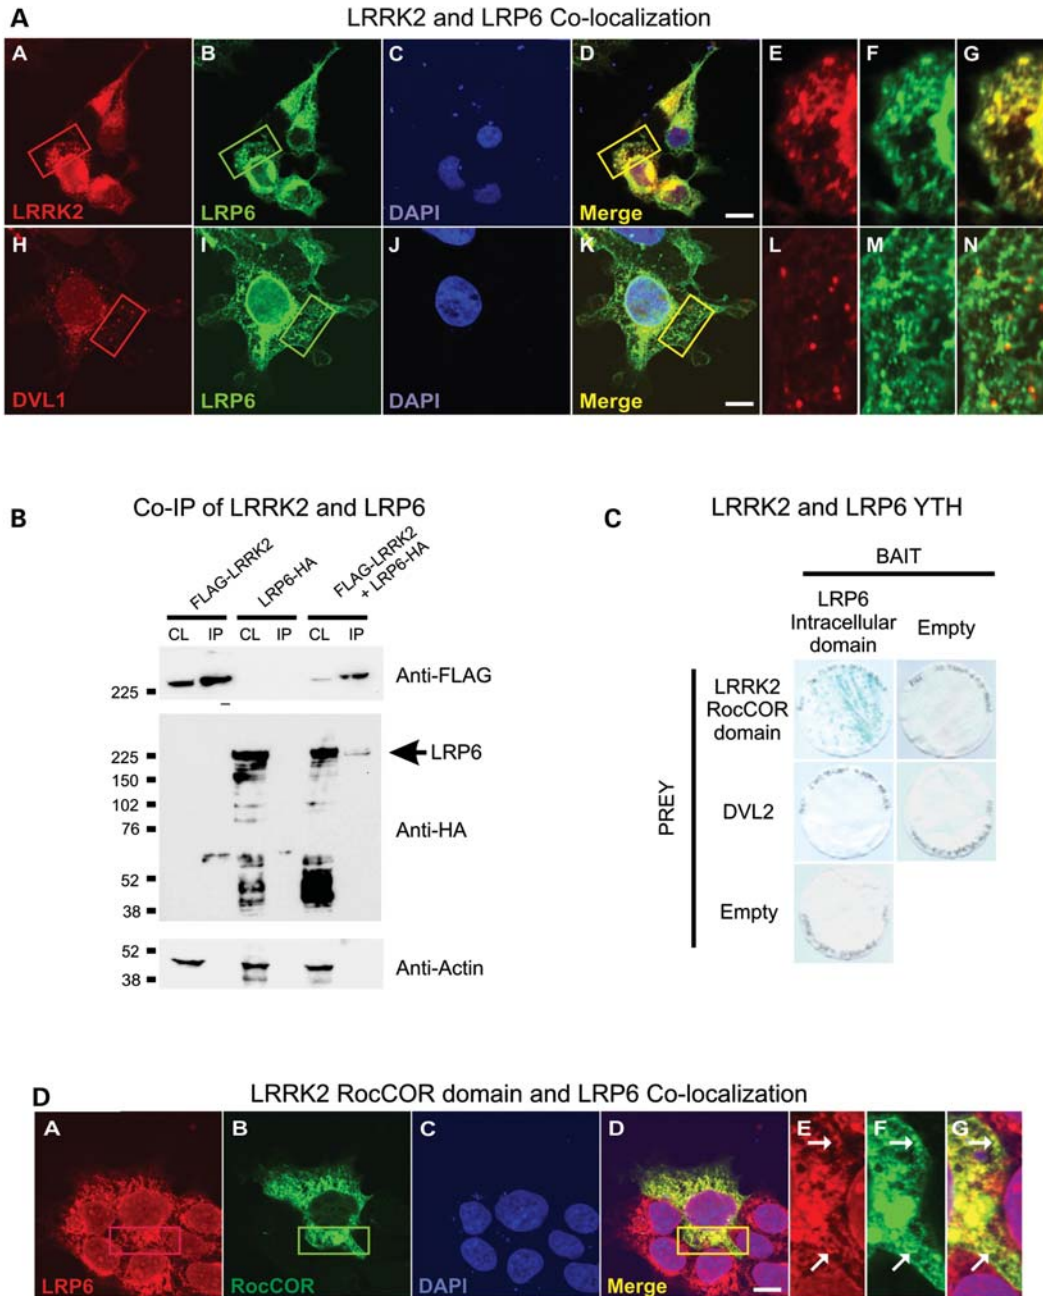 A
LRRK2 and LRP6 Co-localization
A B C D E F G
LRRK2 LRP6 DAPI Merge
H I J K L M N
DVL1 LRP6 DAPI Merge
B
Co-IP of LRRK2 and LRP6
FLAG-LRRK2
LRP6-HA
FLAG-LRRK2
+ LRP6-HA
CL IP CL IP CL IP
225
Anti-FLAG
225
150
102
76
52
38
LRP6
Anti-HA
52
38
Anti-Actin
C
LRRK2 and LRP6 YTH
BAIT
LRP6
Intracellular
domain
Empty
PREY
LRRK2
RocCOR
domain
DVL2
Empty
D
LRRK2 RocCOR domain and LRP6 Co-localization
A B C D E F G
LRP6 RocCOR DAPI Merge